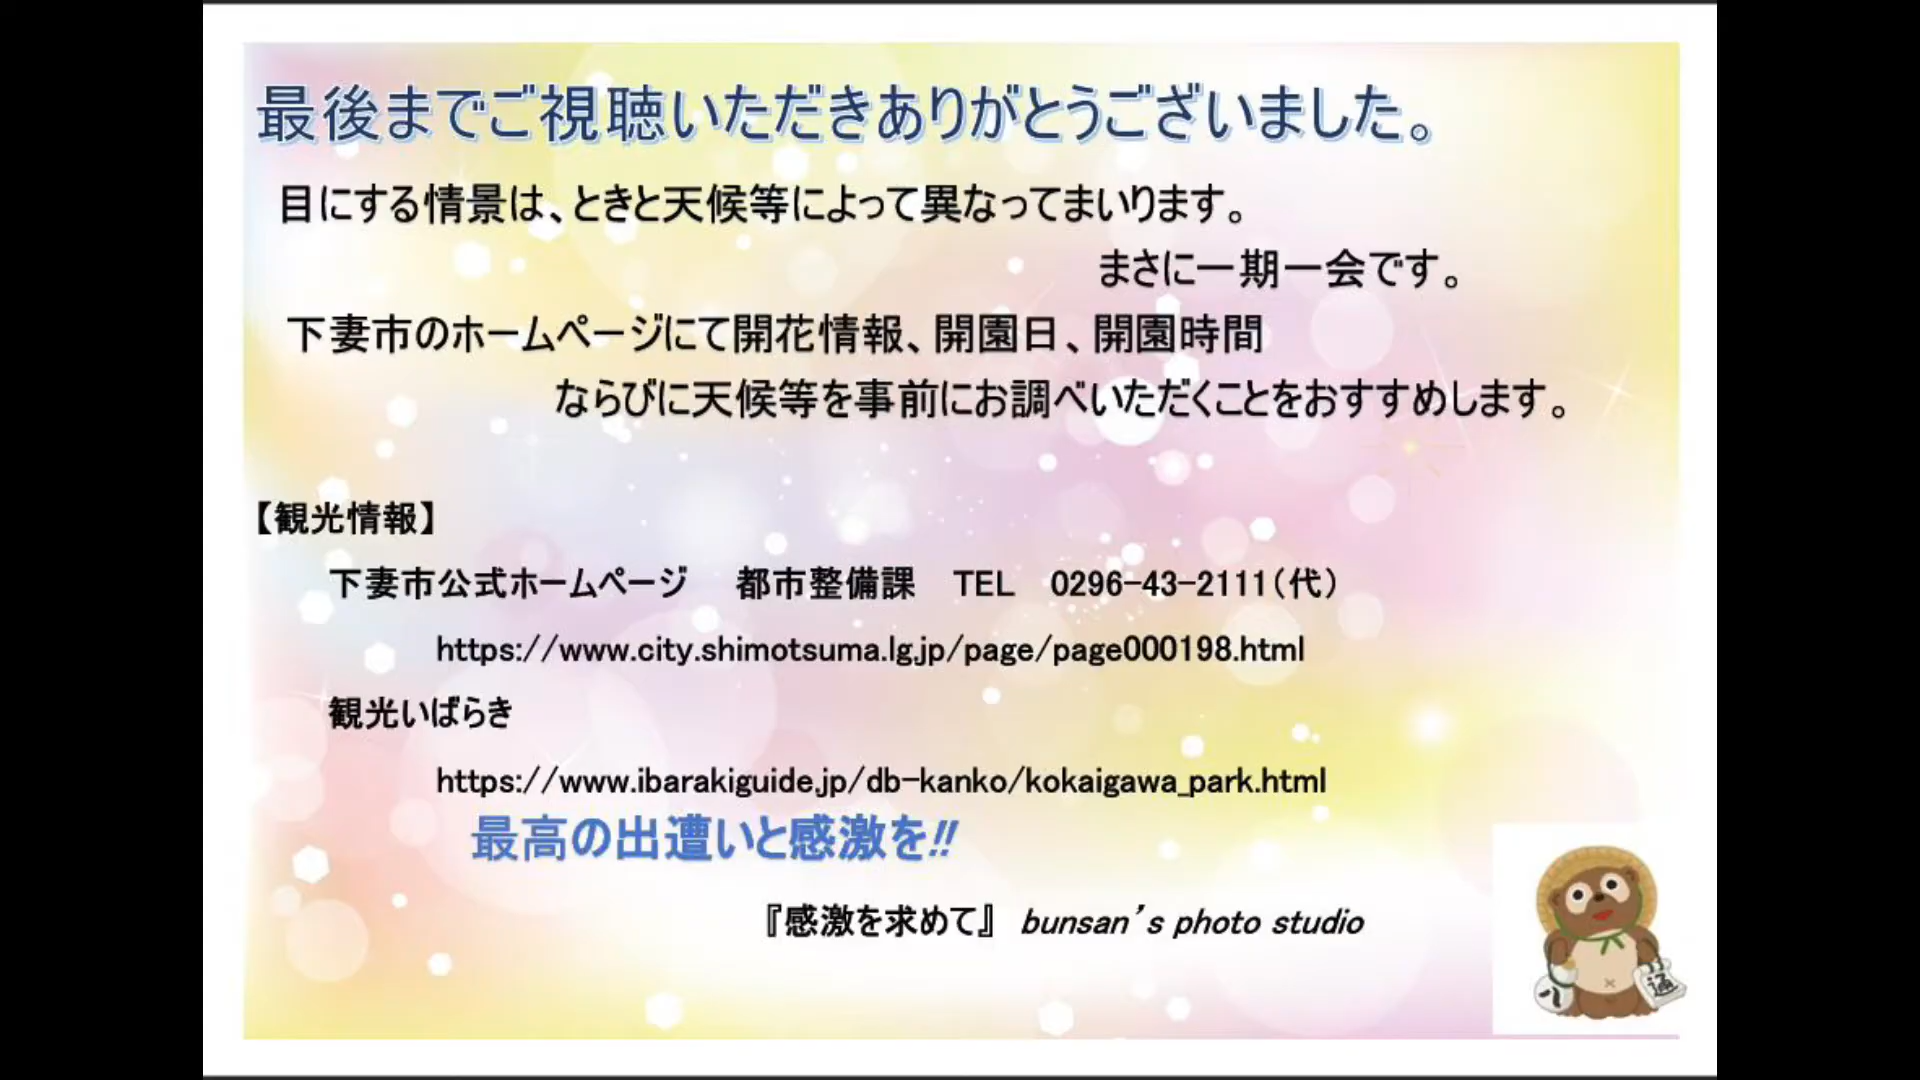 最後までご視聴いただきありがとうございました。
目にする情景は、ときと天候等によって異なってまいります。
まさに一期一会です。
下妻市のホームページにて開花情報、開園日、開園時間
ならびに天候等を事前にお調べいただくことをおすすめします。
【観光情報】
下妻市公式ホームページ　都市整備課　TEL　0296-43-2111（代）
https://www.city.shimotsuma.lg.jp/page/page000198.html
観光いばらき
https://www.ibarakiguide.jp/db-kanko/kokaigawa_park.html
最高の出遭いと感激を!!
『感激を求めて』 bunsan’s photo studio
八 通